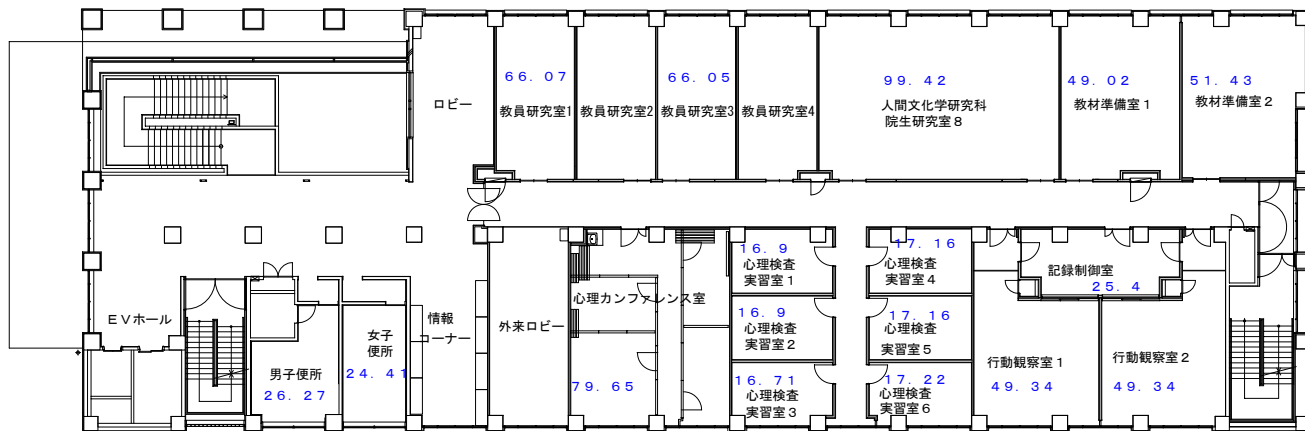 66.07
66.05
99.42
49.02
51.43
ロビー
教員研究室1
教員研究室2
教員研究室3
教員研究室4
人間文化学研究科
院生研究室8
教材準備室1
教材準備室2
16.9
心理検査
実習室1
17.16
心理検査
実習室4
記録制御室
25.4
心理カンファレンス室
EVホール
情報
コーナー
外来ロビー
女子
便所
24.41
16.9
心理検査
実習室2
17.16
心理検査
実習室5
男子便所
26.27
79.65
16.71
心理検査
実習室3
17.22
心理検査
実習室6
行動観察室1
49.34
行動観察室2
49.34